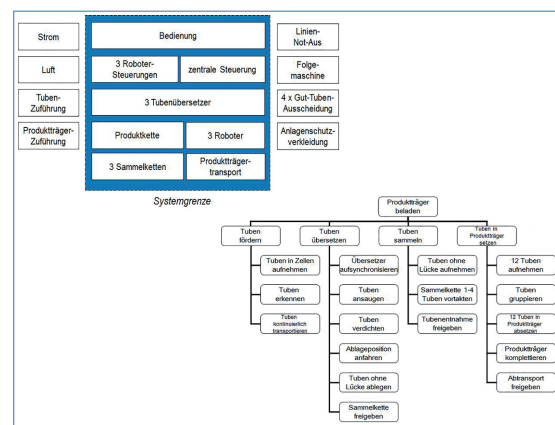 Strom
Bedienung
Linien-
Not-Aus
Luft
3 Roboter-
Steuerungen
zentrale Steuerung
Folge-
maschine
Tuben-
Zuführung
3 Tubenübersetzer
4 x Gut-Tuben-
Ausscheidung
Produktträger-
Zuführung
Produktkette
3 Roboter
Anlagenschutz-
verkleidung
3 Sammelketten
Produktträger-
transport
Systemgrenze
Produktträger
beladen
Tuben
fördern
Tuben
übersetzen
Tuben
sammeln
Tuben in
Produktträger
setzen
Tuben in Zellen
aufnehmen
Tuben
erkennen
Tuben
kontinuierlich
transportieren
Übersetzer
aufsynchronisieren
Tuben
ansaugen
Tuben
verdichten
Ablageposition
anfahren
Tuben ohne
Lücke ablegen
Sammelkette
freigeben
Tuben ohne
Lücke aufnehmen
Sammelkette 1-4
Tuben vortakten
Tubenentnahme
freigeben
12 Tuben
aufnehmen
Tuben
gruppieren
12 Tuben in
Produktträger
absetzen
Produktträger
komplettieren
Abtransport
freigeben